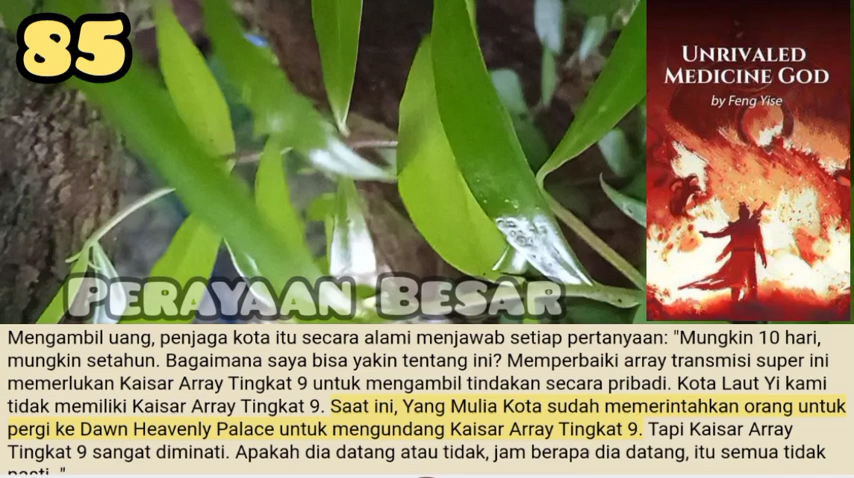 85
UNRIVALED
MEDICINE GOD
by Feng Yise
PERAYAAN BESAR
Mengambil uang, penjaga kota itu secara alami menjawab setiap pertanyaan: "Mungkin 10 hari,
mungkin setahun. Bagaimana saya bisa yakin tentang ini? Memperbaiki array transmisi super ini
memerlukan Kaisar Array Tingkat 9 untuk mengambil tindakan secara pribadi. Kota Laut Yi kami
tidak memiliki Kaisar Array Tingkat 9. Saat ini, Yang Mulia Kota sudah memerintahkan orang untuk
pergi ke Dawn Heavenly Palace untuk mengundang Kaisar Array Tingkat 9. Tapi Kaisar Array
Tingkat 9 sangat diminati. Apakah dia datang atau tidak, jam berapa dia datang, itu semua tidak
pasti. "